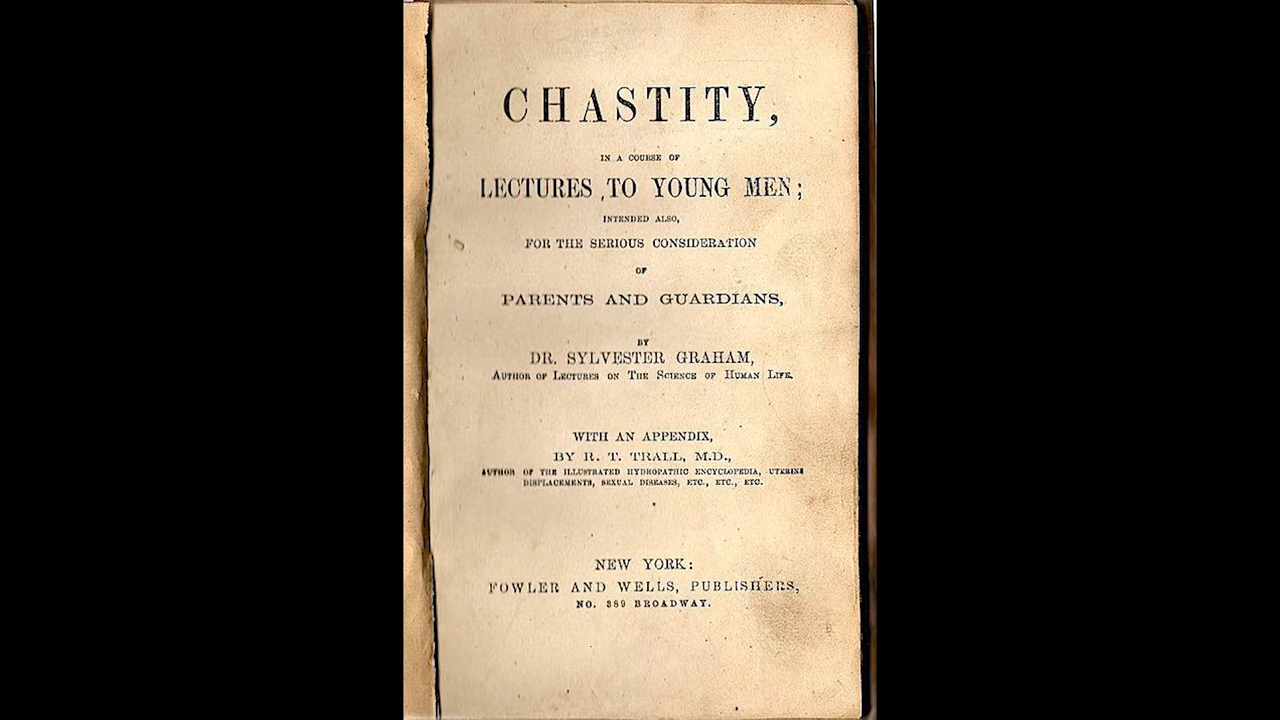 CHASTITY,
IN A COURSE OF
LECTURES TO YOUNG MEN;
INTENDED ALSO,
FOR THE SERIOUS CONSIDERATION
OF
PARENTS AND GUARDIANS,
BY
DR. SYLVESTER GRAHAM,
AUTHOR OF LECTURES ON THE SCIENCE OF HUMAN LIFE.
WITH AN APPENDIX,
BY R. T. TRALL, M.D.,
AUTHOR OF THE ILLUSTRATED HYDROPATHIC ENCYCLOPEDIA, UTERINE
DISPLACEMENTS, SEXUAL DISEASES, ETC., ETC., ETC.
NEW YORK:
FOWLER AND WELLS, PUBLISHERS,
NO. 389 BROADWAY.